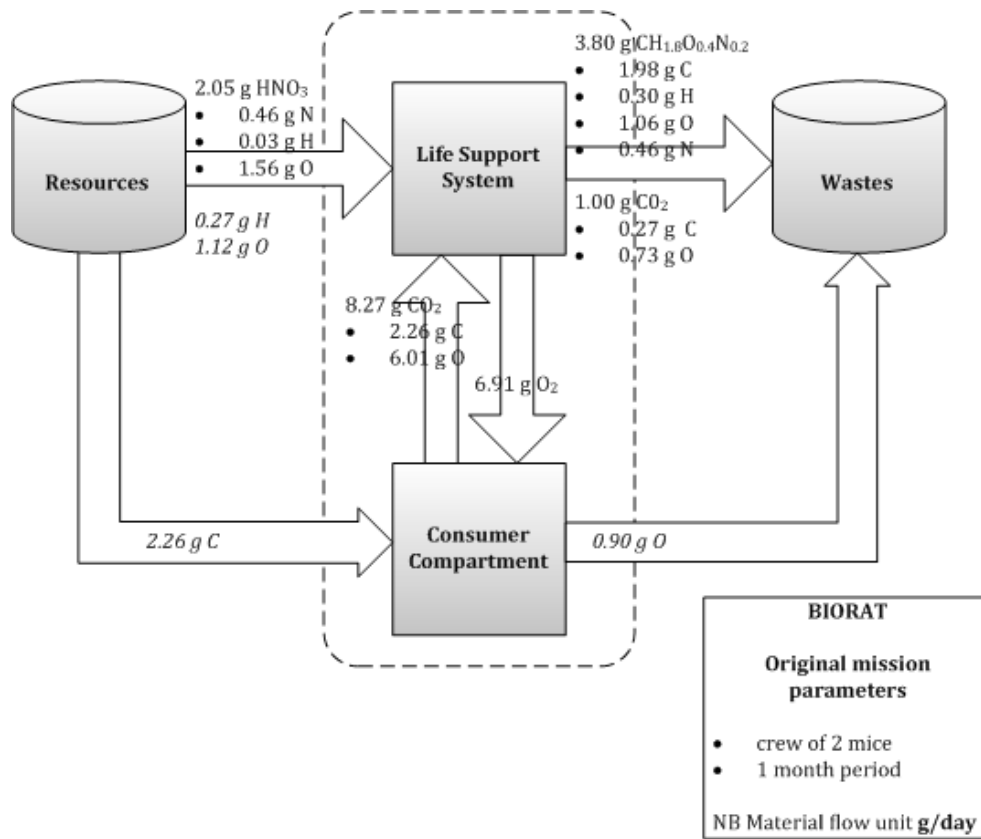 2.05 g HNO₃
• 0.46 g N
• 0.03 g H
• 1.56 g O
0.27 g H
1.12 g O
Resources
Life Support
System
3.80 g CH₁.₈O₀.₄N₀.₂
• 1.98 g C
• 0.30 g H
• 1.06 g O
• 0.46 g N
1.00 g C0₂
• 0.27 g C
• 0.73 g O
Wastes
8.27 g CO₂
• 2.26 g C
• 6.01 g O
6.91 g O₂
2.26 g C
Consumer
Compartment
0.90 g O
BIORAT
Original mission
parameters
• crew of 2 mice
• 1 month period
NB Material flow unit g/day